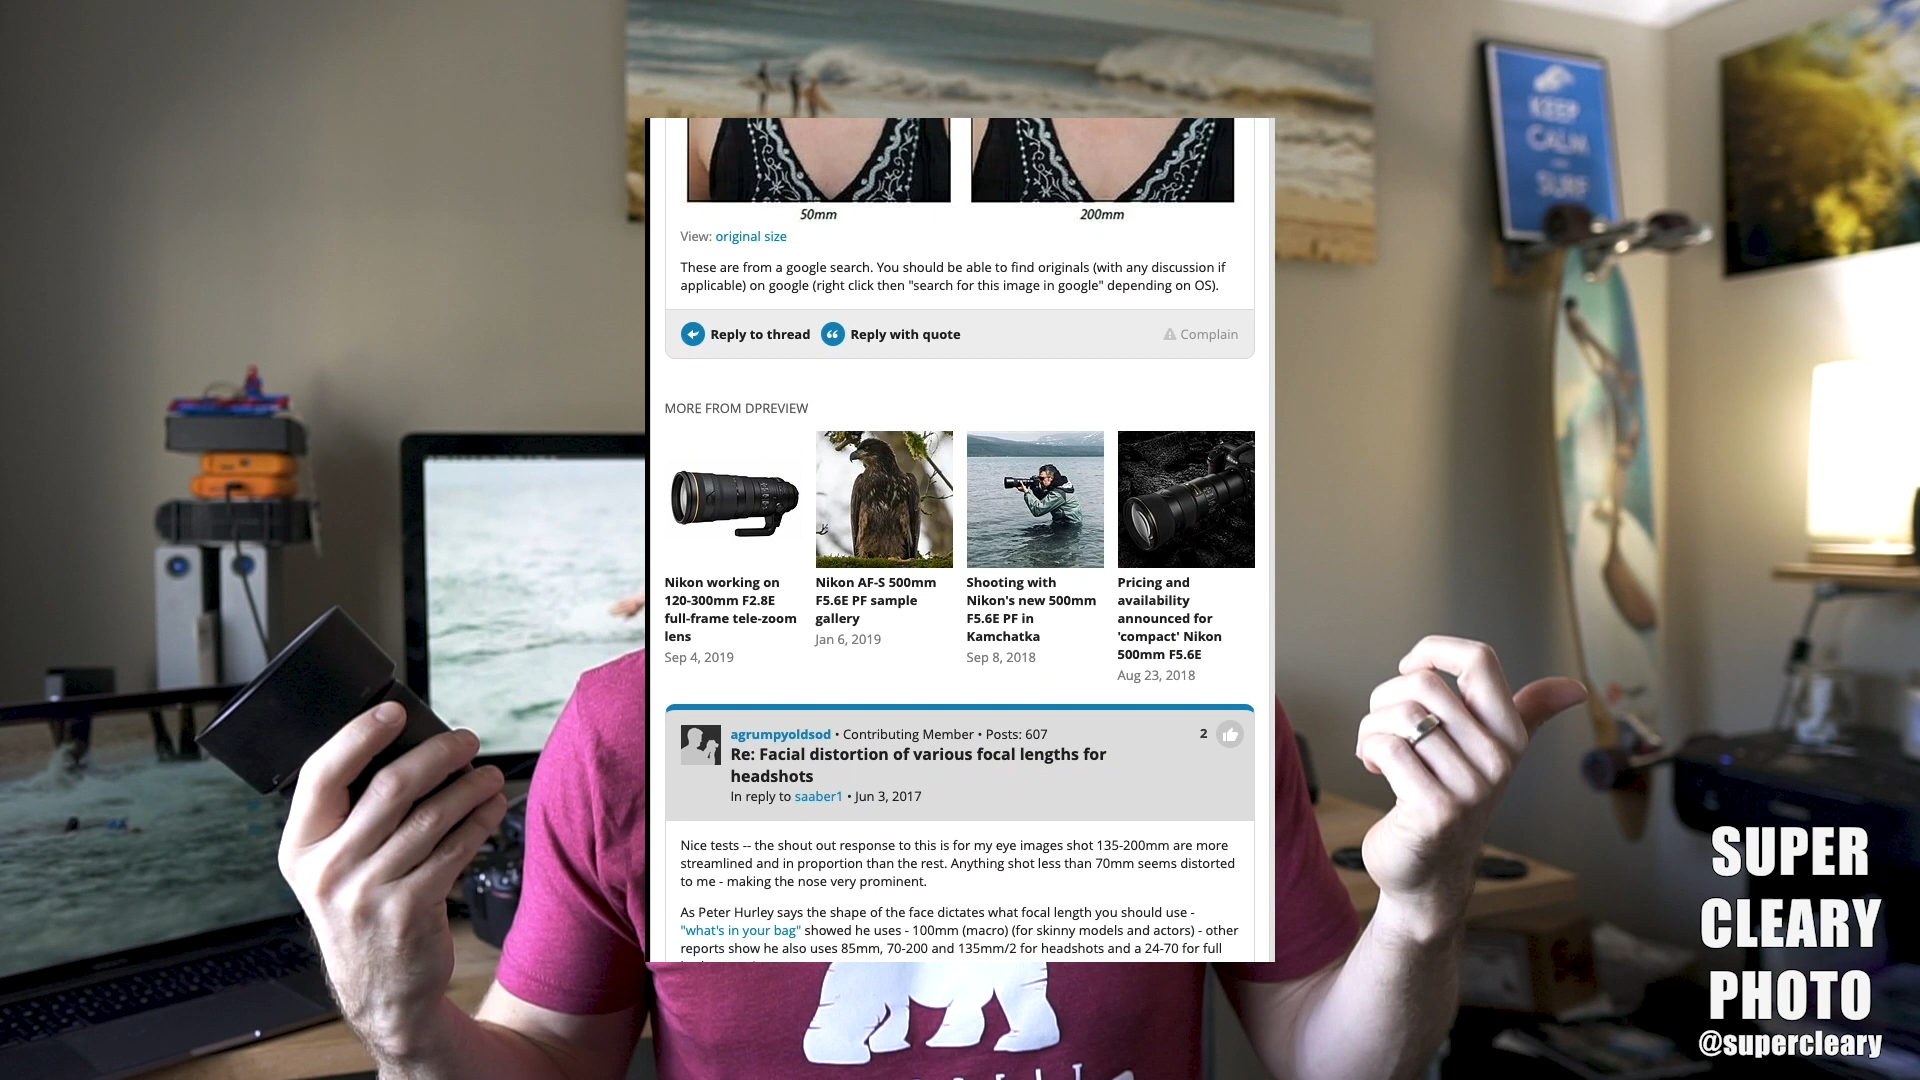 KEEP
CALM
SURF
50mm
200mm
View: original size
These are from a google search. You should be able to find originals (with any discussion if
applicable) on google (right click then "search for this image in google" depending on OS).
Reply to thread
Reply with quote
Complain
MORE FROM DPREVIEW
Nikon working on
120-300mm F2.8E
full-frame tele-zoom
lens
Sep 4, 2019
Nikon AF-S 500mm
F5.6E PF sample
gallery
Jan 6, 2019
Shooting with
Nikon's new 500mm
F5.6E PF in
Kamchatka
Sep 8, 2018
Pricing and
availability
announced for
'compact' Nikon
500mm F5.6E
Aug 23, 2018
agrumpyoldsod • Contributing Member • Posts: 607
2
Re: Facial distortion of various focal lengths for
headshots
In reply to saaber1 • Jun 3, 2017
Nice tests -- the shout out response to this is for my eye images shot 135-200mm are more
streamlined and in proportion than the rest. Anything shot less than 70mm seems distorted
to me - making the nose very prominent.
As Peter Hurley says the shape of the face dictates what focal length you should use -
"what's in your bag" showed he uses - 100mm (macro) (for skinny models and actors) - other
reports show he also uses 85mm, 70-200 and 135mm/2 for headshots and a 24-70 for full
SUPER
CLEARY
PHOTO
@supercleary